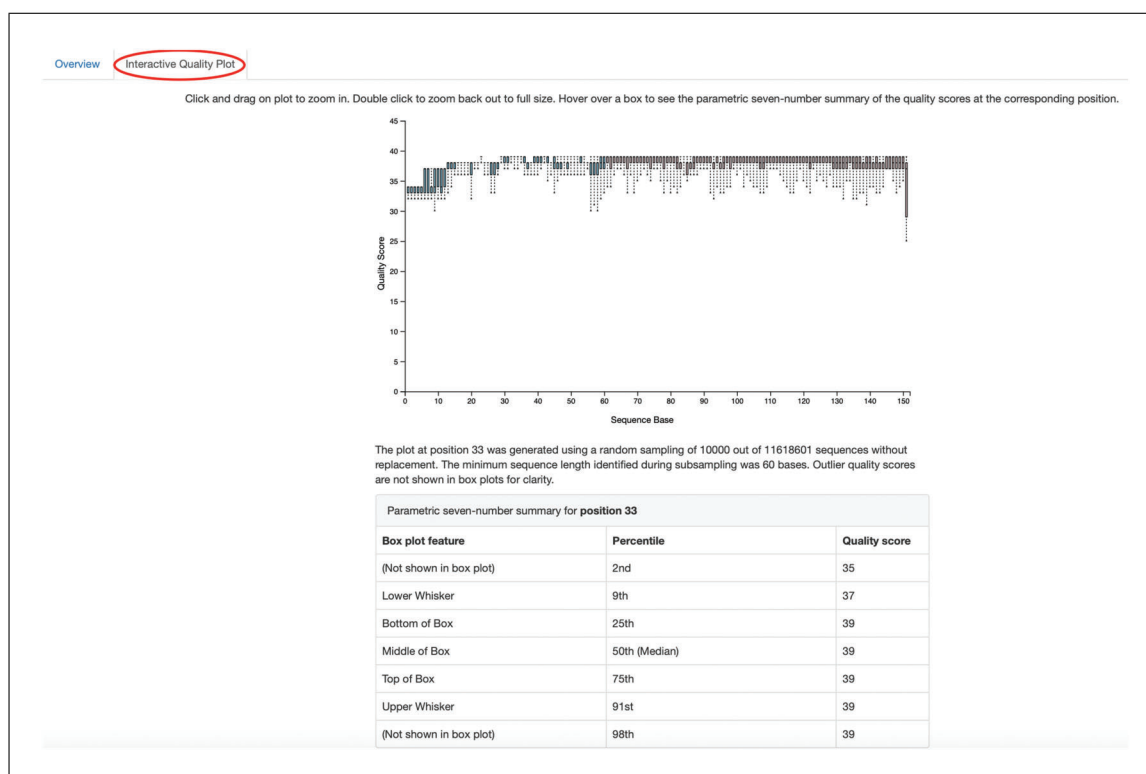 Overview Interactive Quality Plot
Click and drag on plot to zoom in. Double click to zoom back out to full size. Hover over a box to see the parametric seven-number summary of the quality scores at the corresponding position.
45
40
35
30
25
20
15
10
5
0
Quality Score
0 10 20 30 40 50 60 70 80 90 100 110 120 130 140 150
Sequence Base
The plot at position 33 was generated using a random sampling of 10000 out of 11618601 sequences without
replacement. The minimum sequence length identified during subsampling was 60 bases. Outlier quality scores
are not shown in box plots for clarity.
Parametric seven-number summary for position 33
Box plot feature Percentile Quality score
(Not shown in box plot) 2nd 35
Lower Whisker 9th 37
Bottom of Box 25th 39
Middle of Box 50th (Median) 39
Top of Box 75th 39
Upper Whisker 91st 39
(Not shown in box plot) 98th 39